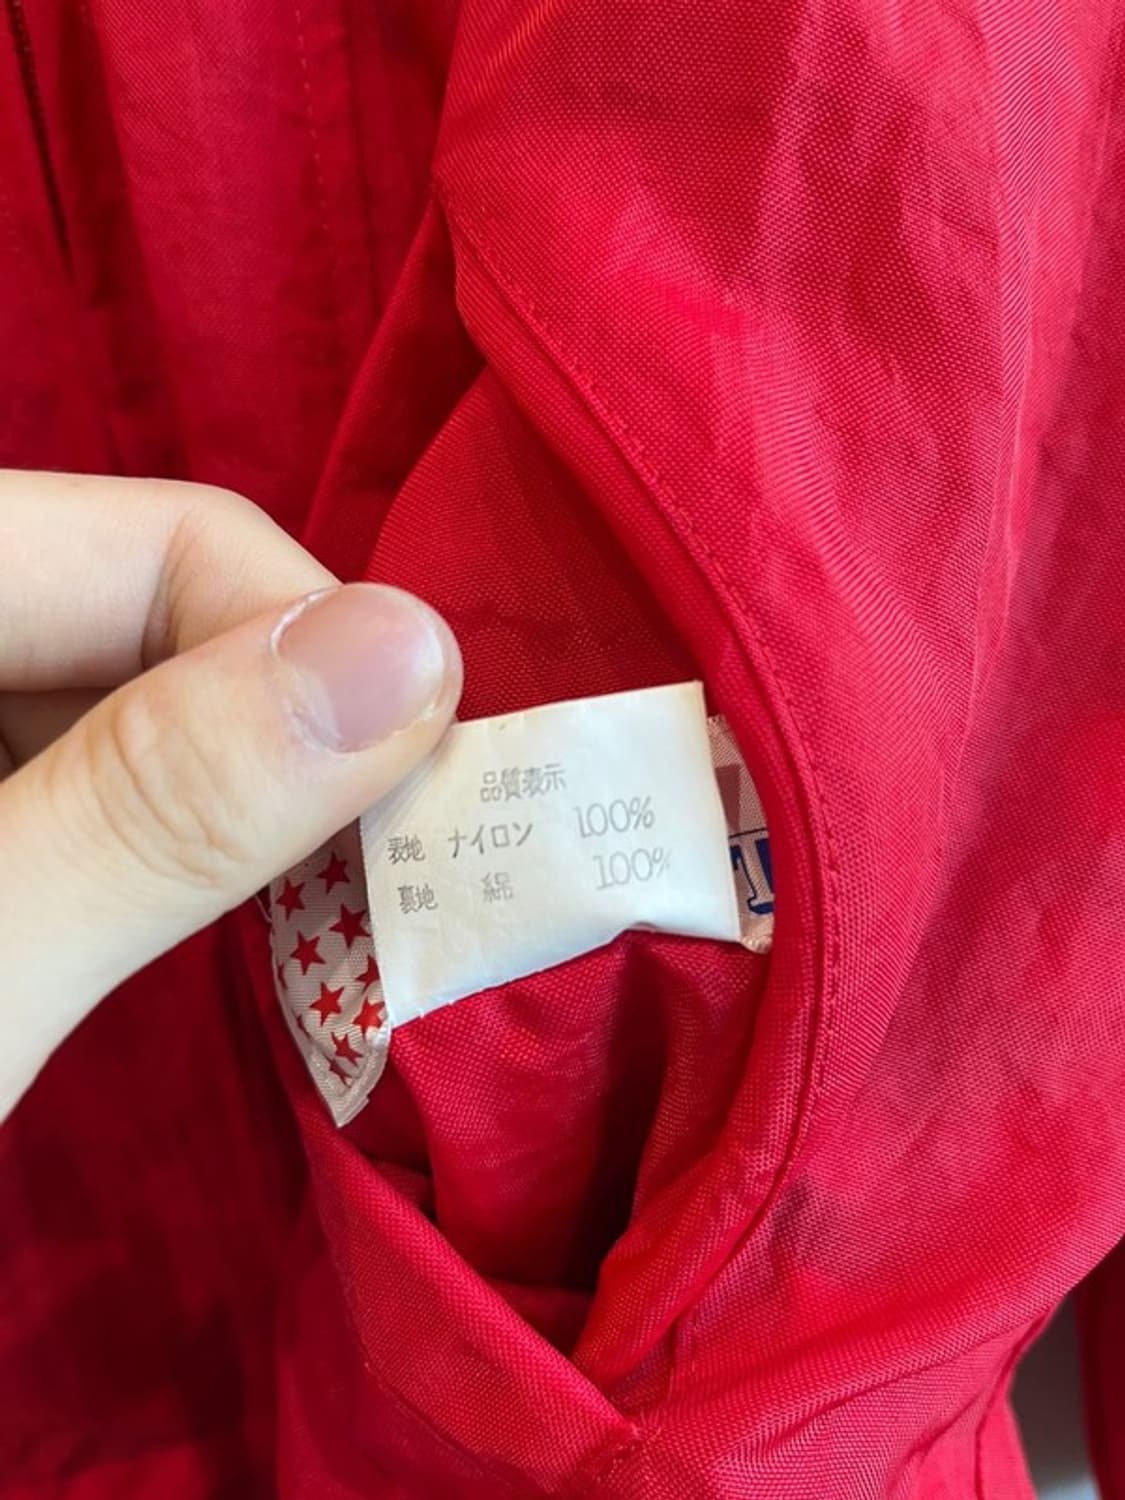 品質表示
表地 ナイロン 100%
裏地 綿 100%